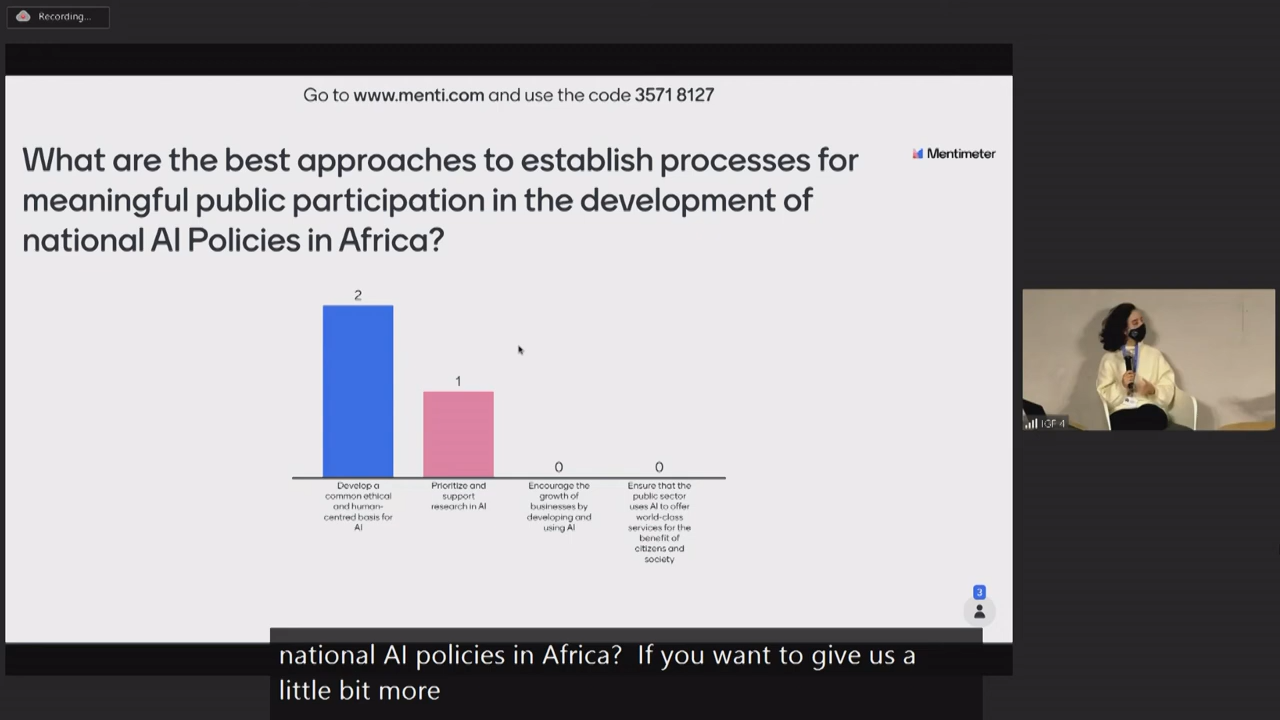 Recording...
Go to www.menti.com and use the code 3571 8127
What are the best approaches to establish processes for
meaningful public participation in the development of
national AI Policies in Africa?
Mentimeter
2
1
0
0
Develop a
common ethical
and human-
centred basis for
AI
Prioritize and
support
research in AI
Encourage the
growth of
businesses by
developing and
using AI
Ensure that the
public sector
uses AI to offer
world-class
services for the
benefit of
citizens and
society
3
IGF 4
national AI policies in Africa?  If you want to give us a
little bit more